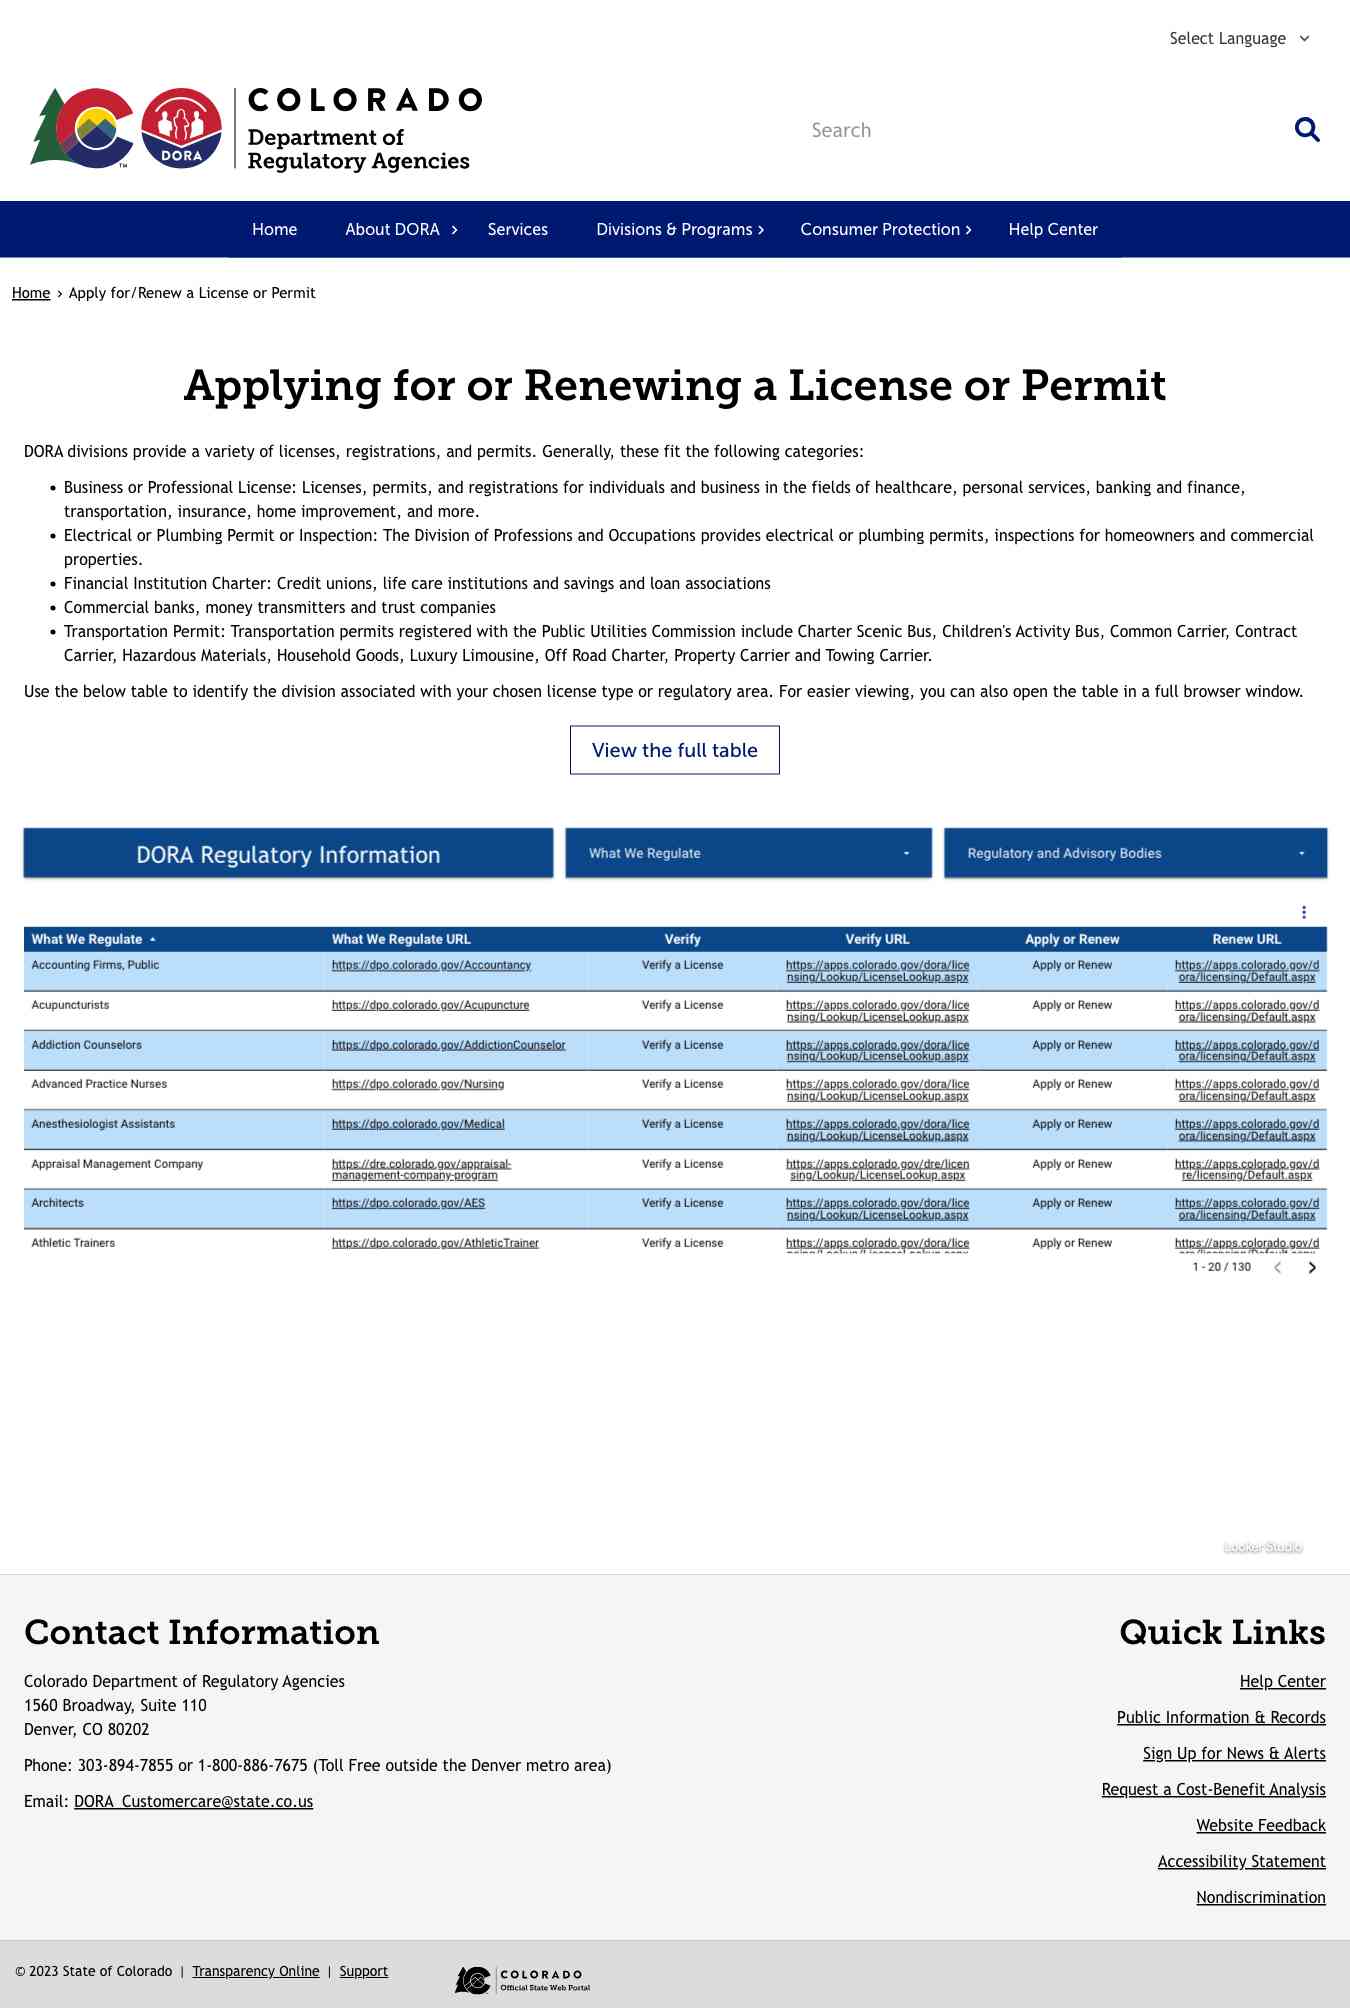 Select Language
COLORADO
Department of
Regulatory Agencies
DORA
TM
Search
Home About DORA Services Divisions & Programs Consumer Protection Help Center
Home › Apply for/Renew a License or Permit
Applying for or Renewing a License or Permit
DORA divisions provide a variety of licenses, registrations, and permits. Generally, these fit the following categories:
• Business or Professional License: Licenses, permits, and registrations for individuals and business in the fields of healthcare, personal services, banking and finance,
transportation, insurance, home improvement, and more.
• Electrical or Plumbing Permit or Inspection: The Division of Professions and Occupations provides electrical or plumbing permits, inspections for homeowners and commercial
properties.
• Financial Institution Charter: Credit unions, life care institutions and savings and loan associations
• Commercial banks, money transmitters and trust companies
• Transportation Permit: Transportation permits registered with the Public Utilities Commission include Charter Scenic Bus, Children's Activity Bus, Common Carrier, Contract
Carrier, Hazardous Materials, Household Goods, Luxury Limousine, Off Road Charter, Property Carrier and Towing Carrier.
Use the below table to identify the division associated with your chosen license type or regulatory area. For easier viewing, you can also open the table in a full browser window.
View the full table
DORA Regulatory Information What We Regulate Regulatory and Advisory Bodies
What We Regulate What We Regulate URL Verify Verify URL Apply or Renew Renew URL
Accounting Firms, Public https://dpo.colorado.gov/Accountancy Verify a License https://apps.colorado.gov/dora/lice Apply or Renew https://apps.colorado.gov/d
nsing/Lookup/LicenseLookup.aspx ora/licensing/Default.aspx
Acupuncturists https://dpo.colorado.gov/Acupuncture Verify a License https://apps.colorado.gov/dora/lice Apply or Renew https://apps.colorado.gov/d
nsing/Lookup/LicenseLookup.aspx ora/licensing/Default.aspx
Addiction Counselors https://dpo.colorado.gov/AddictionCounselor Verify a License https://apps.colorado.gov/dora/lice Apply or Renew https://apps.colorado.gov/d
nsing/Lookup/LicenseLookup.aspx ora/licensing/Default.aspx
Advanced Practice Nurses https://dpo.colorado.gov/Nursing Verify a License https://apps.colorado.gov/dora/lice Apply or Renew https://apps.colorado.gov/d
nsing/Lookup/LicenseLookup.aspx ora/licensing/Default.aspx
Anesthesiologist Assistants https://dpo.colorado.gov/Medical Verify a License https://apps.colorado.gov/dora/lice Apply or Renew https://apps.colorado.gov/d
nsing/Lookup/LicenseLookup.aspx ora/licensing/Default.aspx
Appraisal Management Company https://dre.colorado.gov/appraisal- Verify a License https://apps.colorado.gov/dre/licen Apply or Renew https://apps.colorado.gov/d
management-company-program sing/Lookup/LicenseLookup.aspx re/licensing/Default.aspx
Architects https://dpo.colorado.gov/AES Verify a License https://apps.colorado.gov/dora/lice Apply or Renew https://apps.colorado.gov/d
nsing/Lookup/LicenseLookup.aspx ora/licensing/Default.aspx
Athletic Trainers https://dpo.colorado.gov/AthleticTrainer Verify a License https://apps.colorado.gov/dora/lice Apply or Renew https://apps.colorado.gov/d
1 - 20 / 130
Looker Studio
Contact Information
Colorado Department of Regulatory Agencies
1560 Broadway, Suite 110
Denver, CO 80202
Phone: 303-894-7855 or 1-800-886-7675 (Toll Free outside the Denver metro area)
Email: DORA_Customercare@state.co.us
Quick Links
Help Center
Public Information & Records
Sign Up for News & Alerts
Request a Cost-Benefit Analysis
Website Feedback
Accessibility Statement
Nondiscrimination
© 2023 State of Colorado | Transparency Online | Support
COLORADO
Official State Web Portal